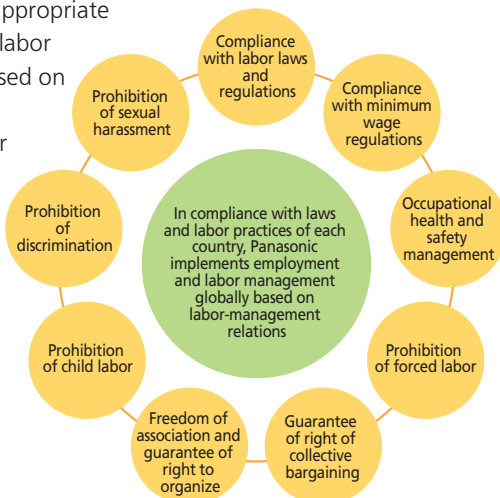 appropriate
labor
sed on
r
Compliance
with labor laws
and
regulations
Compliance
with minimum
wage
regulations
Occupational
health and
safety
management
Prohibition
of forced labor
Guarantee
of right of
collective
bargaining
Freedom of
association and
guarantee of
right to
organize
Prohibition
of child labor
Prohibition
of
discrimination
Prohibition
of sexual
harassment
In compliance with laws
and labor practices of each
country, Panasonic
implements employment
and labor management
globally based on
labor-management
relations